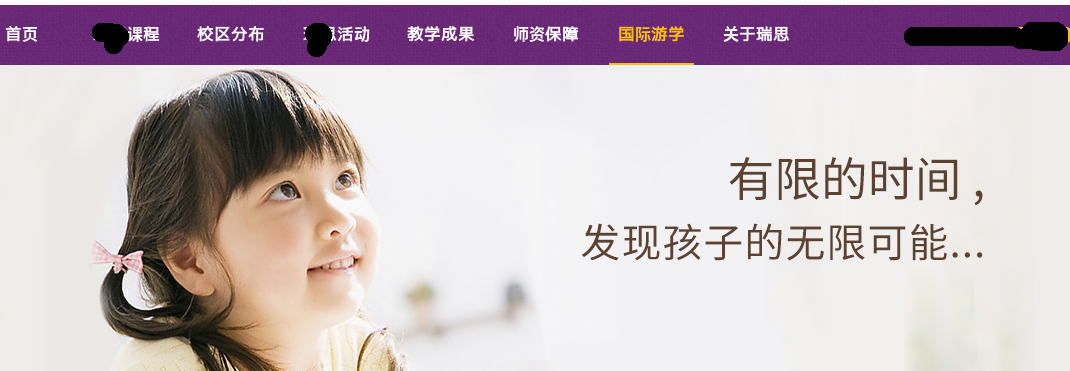 首页 课程 校区分布 活动 教学成果 师资保障 国际游学 关于瑞思
有限的时间，
发现孩子的无限可能...